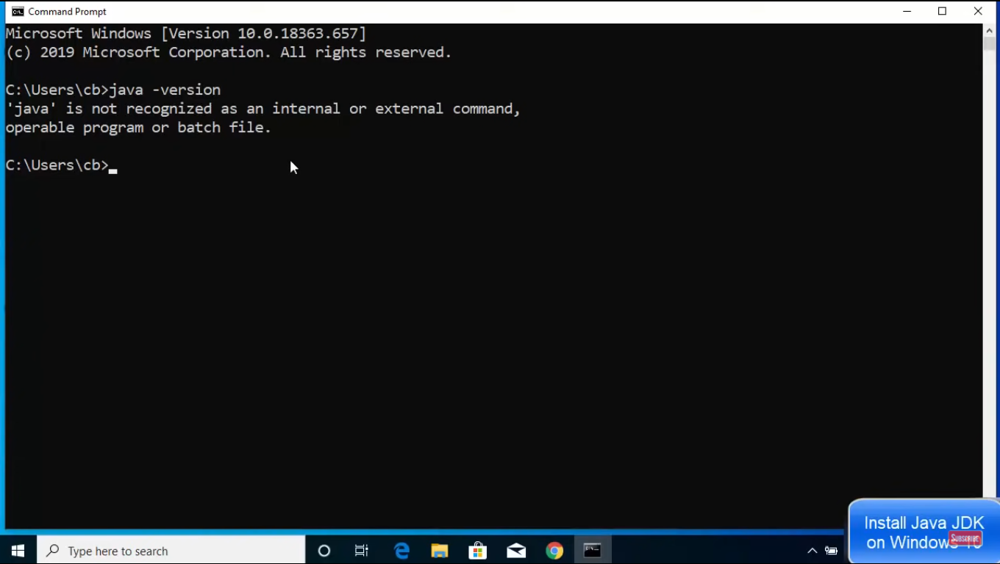 Command Prompt
Microsoft Windows [Version 10.0.18363.657]
(c) 2019 Microsoft Corporation. All rights reserved.
C:\Users\cb>java -version
'java' is not recognized as an internal or external command,
operable program or batch file.
C:\Users\cb>
Install Java JDK
on Windows 10
SUBSCRIBE
Type here to search